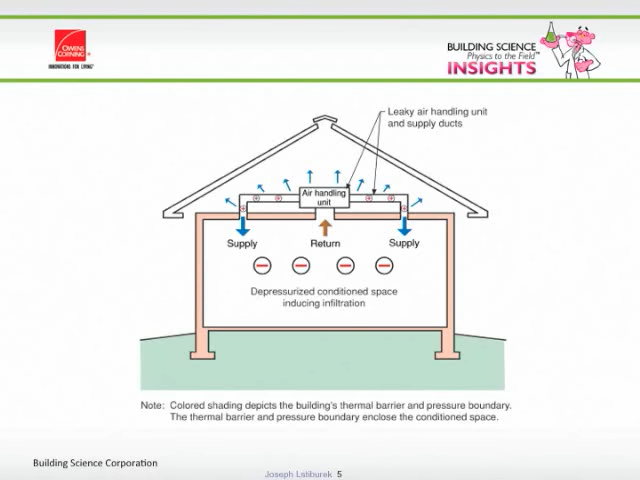 OWENS
CORNING
INNOVATIONS FOR LIVING
BUILDING SCIENCE
Physics to the Field™
INSIGHTS
Leaky air handling unit
and supply ducts
Air handling
unit
Supply
Return
Supply
Depressurized conditioned space
inducing infiltration
Note: Colored shading depicts the building's thermal barrier and pressure boundary.
The thermal barrier and pressure boundary enclose the conditioned space.
Building Science Corporation
Joseph Lstiburek 5